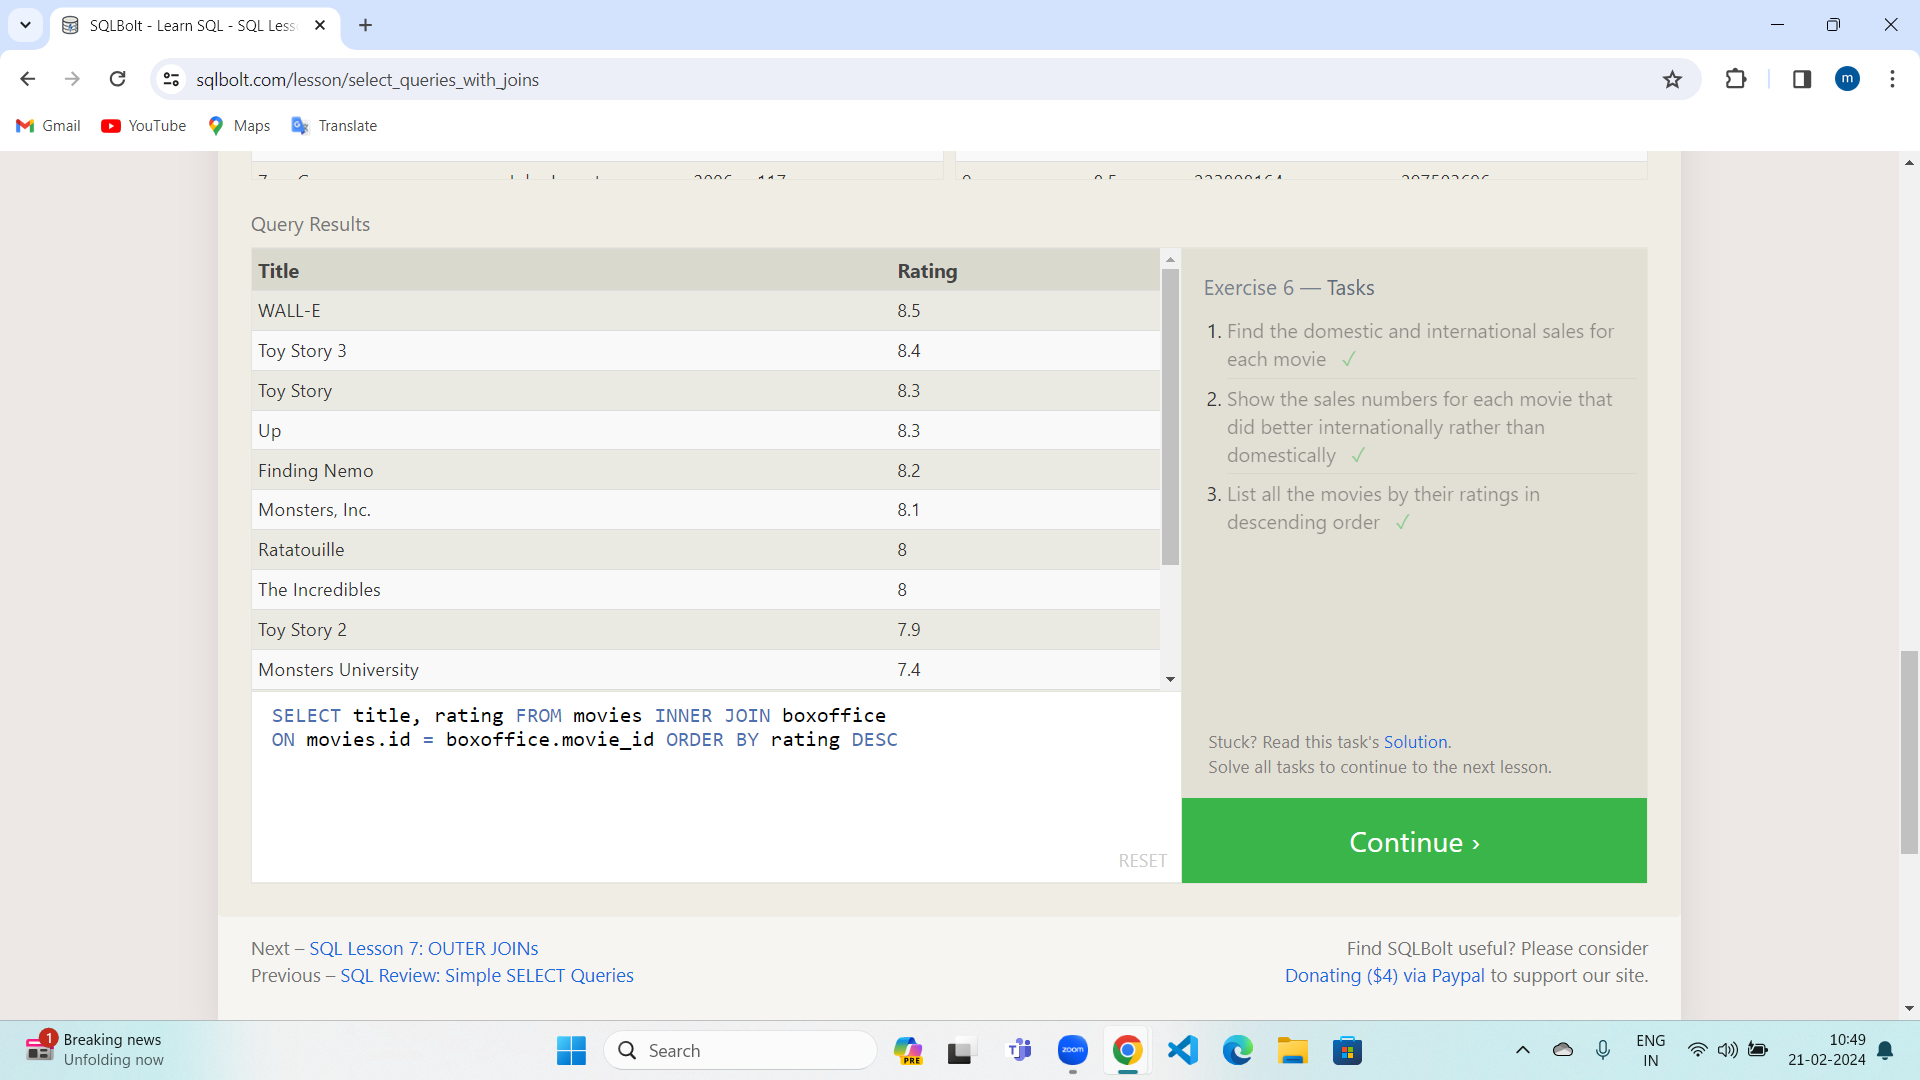 SQLBolt - Learn SQL - SQL Less
sqlbolt.com/lesson/select_queries_with_joins
m
Gmail YouTube Maps Translate
Query Results
Title Rating
WALL-E 8.5
Toy Story 3 8.4
Toy Story 8.3
Up 8.3
Finding Nemo 8.2
Monsters, Inc. 8.1
Ratatouille 8
The Incredibles 8
Toy Story 2 7.9
Monsters University 7.4
SELECT title, rating FROM movies INNER JOIN boxoffice
ON movies.id = boxoffice.movie_id ORDER BY rating DESC
RESET
Exercise 6 — Tasks
1. Find the domestic and international sales for
each movie ✓
2. Show the sales numbers for each movie that
did better internationally rather than
domestically ✓
3. List all the movies by their ratings in
descending order ✓
Stuck? Read this task's Solution.
Solve all tasks to continue to the next lesson.
Continue ›
Next – SQL Lesson 7: OUTER JOINs
Previous – SQL Review: Simple SELECT Queries
Find SQLBolt useful? Please consider
Donating ($4) via Paypal to support our site.
1
Breaking news
Unfolding now
Search
PRE
zoom
ENG
IN
10:49
21-02-2024